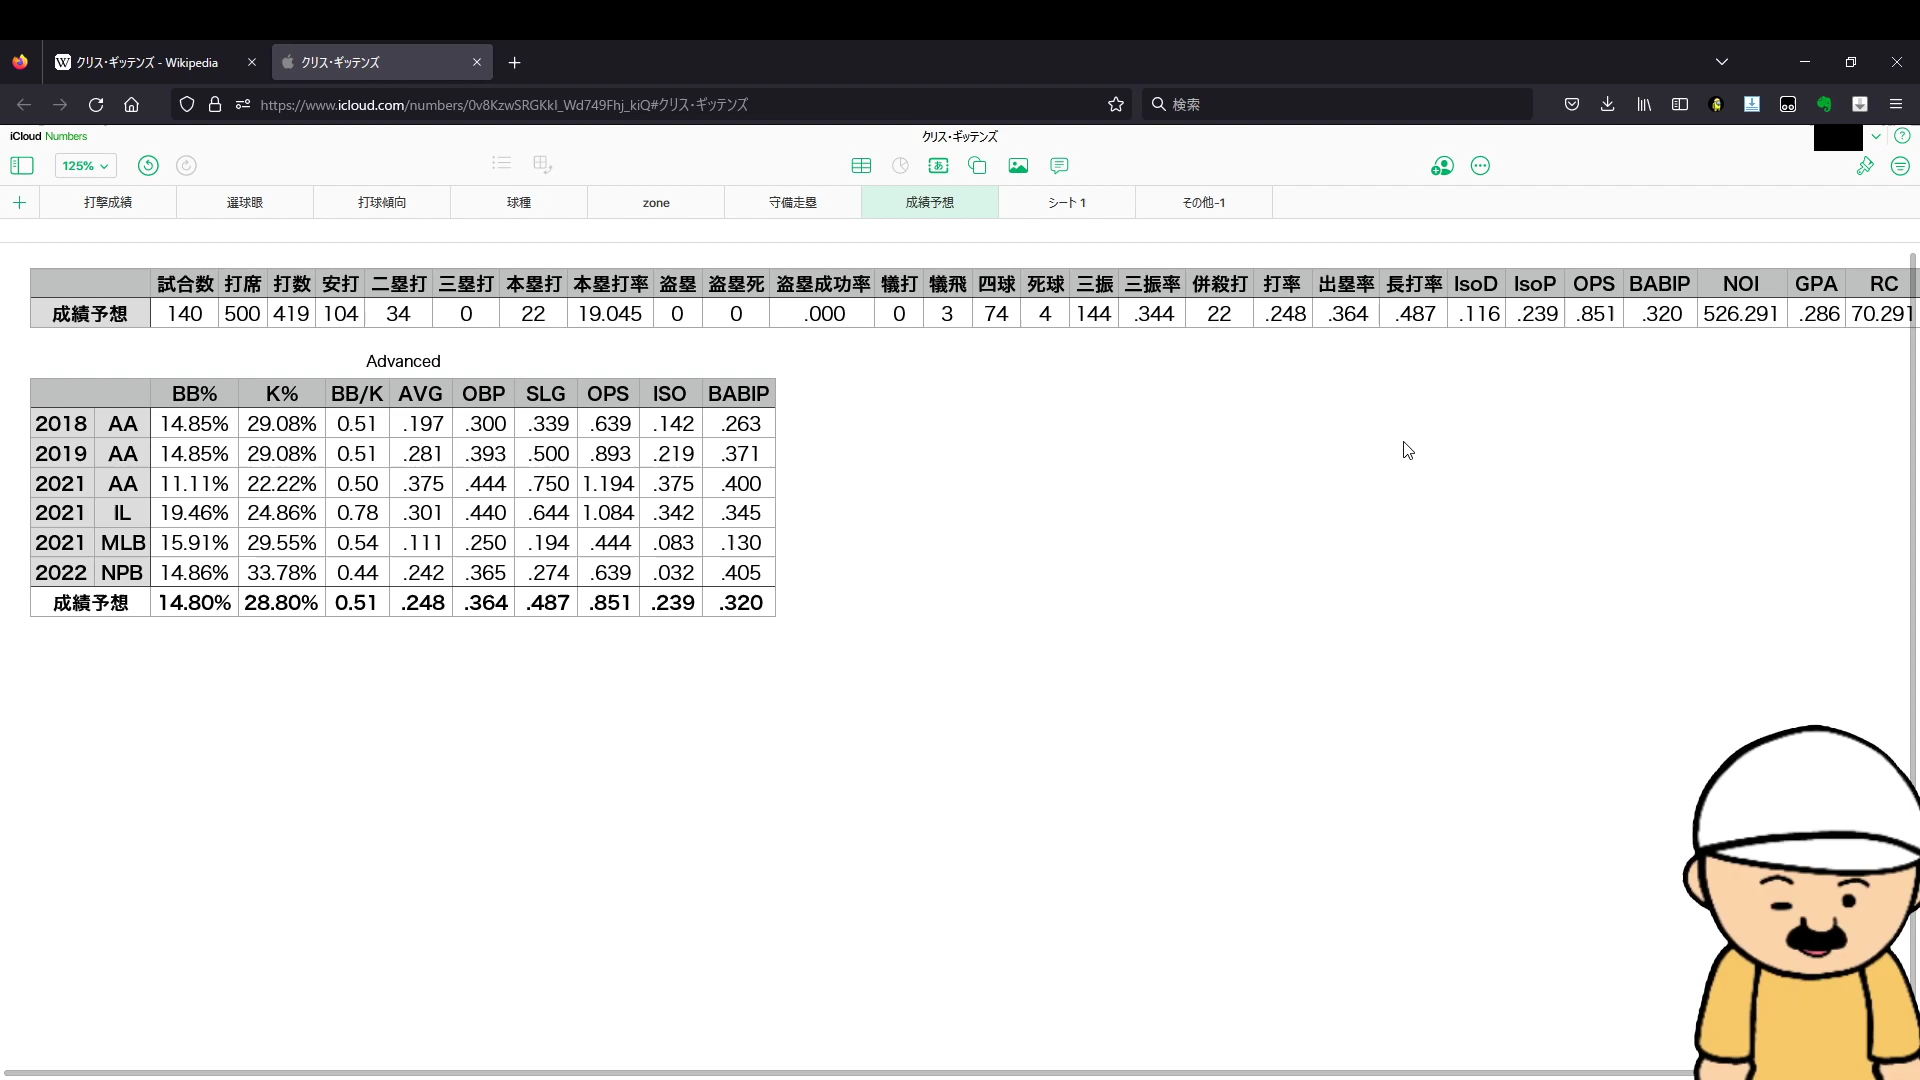 クリス・ギッテンズ - Wikipedia
クリス・ギッテンズ
https://www.icloud.com/numbers/0v8KzwSRGKkI_Wd749Fhj_kiQ#クリス・ギッテンズ
検索
iCloud Numbers
クリス・ギッテンズ
125%
打撃成績 選球眼 打球傾向 球種 zone 守備走塁 成績予想 シート 1 その他-1
試合数 打席 打数 安打 二塁打 三塁打 本塁打 本塁打率 盗塁 盗塁死 盗塁成功率 犠打 犠飛 四球 死球 三振 三振率 併殺打 打率 出塁率 長打率 IsoD IsoP OPS BABIP NOI GPA RC
成績予想 140 500 419 104 34 0 22 19.045 0 0 .000 0 3 74 4 144 .344 22 .248 .364 .487 .116 .239 .851 .320 526.291 .286 70.291
Advanced
BB% K% BB/K AVG OBP SLG OPS ISO BABIP
2018 AA 14.85% 29.08% 0.51 .197 .300 .339 .639 .142 .263
2019 AA 14.85% 29.08% 0.51 .281 .393 .500 .893 .219 .371
2021 AA 11.11% 22.22% 0.50 .375 .444 .750 1.194 .375 .400
2021 IL 19.46% 24.86% 0.78 .301 .440 .644 1.084 .342 .345
2021 MLB 15.91% 29.55% 0.54 .111 .250 .194 .444 .083 .130
2022 NPB 14.86% 33.78% 0.44 .242 .365 .274 .639 .032 .405
成績予想 14.80% 28.80% 0.51 .248 .364 .487 .851 .239 .320